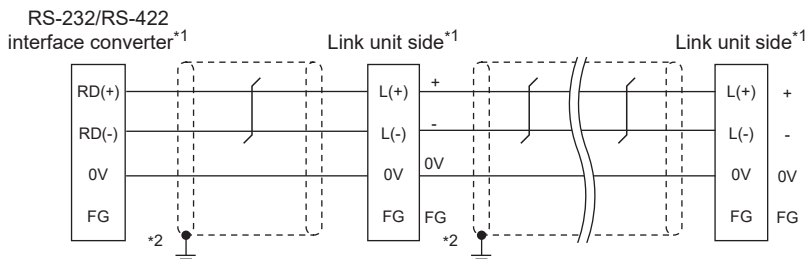 RS-232/RS-422
interface converter*1 Link unit side*1 Link unit side*1
RD(+) L(+) + L(+) +
RD(-) L(-) - L(-) -
0V 0V 0V 0V 0V
FG FG FG FG FG
*2 *2